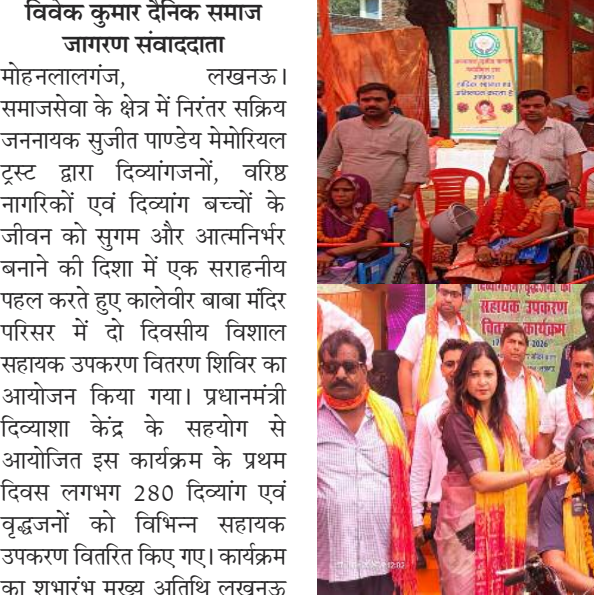 विवेक कुमार दैनिक समाज
जागरण संवाददाता
मोहनलालगंज, लखनऊ।
समाजसेवा के क्षेत्र में निरंतर सक्रिय
जननायक सुजीत पाण्डेय मेमोरियल
ट्रस्ट द्वारा दिव्यांगजनों, वरिष्ठ
नागरिकों एवं दिव्यांग बच्चों के
जीवन को सुगम और आत्मनिर्भर
बनाने की दिशा में एक सराहनीय
पहल करते हुए कालेवीर बाबा मंदिर
परिसर में दो दिवसीय विशाल
सहायक उपकरण वितरण शिविर का
आयोजन किया गया। प्रधानमंत्री
दिव्याशा केंद्र के सहयोग से
आयोजित इस कार्यक्रम के प्रथम
दिवस लगभग 280 दिव्यांग एवं
वृद्धजनों को विभिन्न सहायक
उपकरण वितरित किए गए। कार्यक्रम
का शुभारंभ मुख्य अतिथि लखनऊ
सहायक उपकरण
वितरण कार्यक्रम
2026